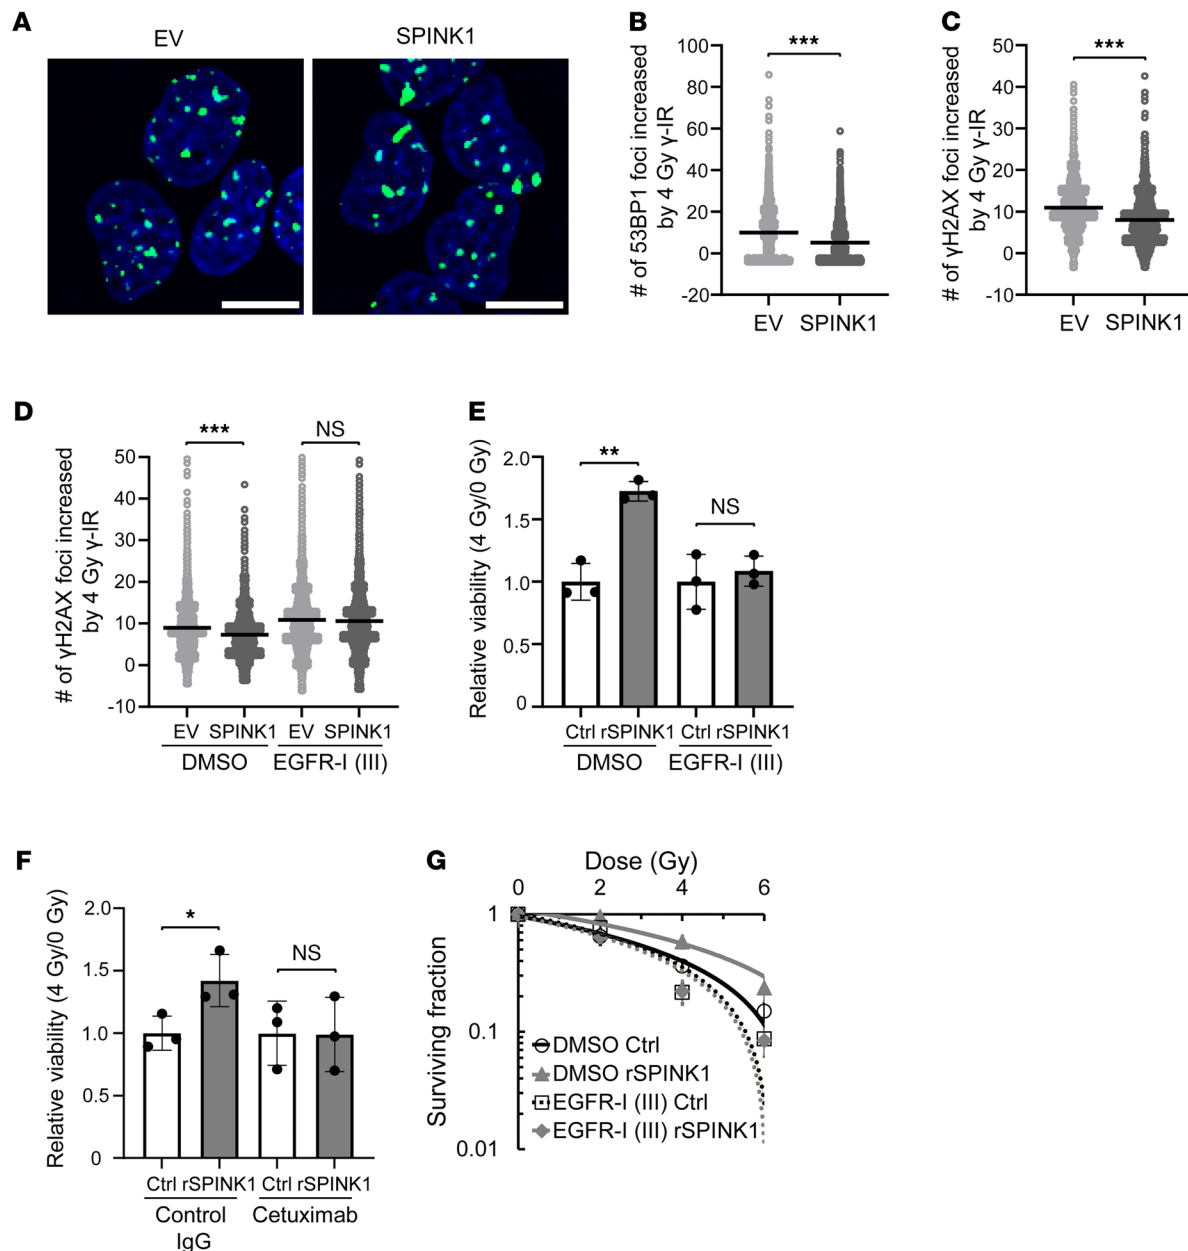 A
EV
SPINK1
B
# of 53BP1 foci increased
by 4 Gy γ-IR
100
80
60
40
20
0
-20
***
EV
SPINK1
C
# of γH2AX foci increased
by 4 Gy γ-IR
50
40
30
20
10
0
-10
***
EV
SPINK1
D
# of γH2AX foci increased
by 4 Gy γ-IR
50
40
30
20
10
0
-10
***
NS
EV SPINK1 EV SPINK1
DMSO EGFR-I (III)
E
Relative viability (4 Gy/0 Gy)
2.0
1.5
1.0
0.5
0
**
NS
Ctrl rSPINK1 Ctrl rSPINK1
DMSO EGFR-I (III)
F
Relative viability (4 Gy/0 Gy)
2.0
1.5
1.0
0.5
0
*
NS
Ctrl rSPINK1 Ctrl rSPINK1
Control Cetuximab
IgG
G
Dose (Gy)
0 2 4 6
Surviving fraction
1
0.1
0.01
DMSO Ctrl
DMSO rSPINK1
EGFR-I (III) Ctrl
EGFR-I (III) rSPINK1